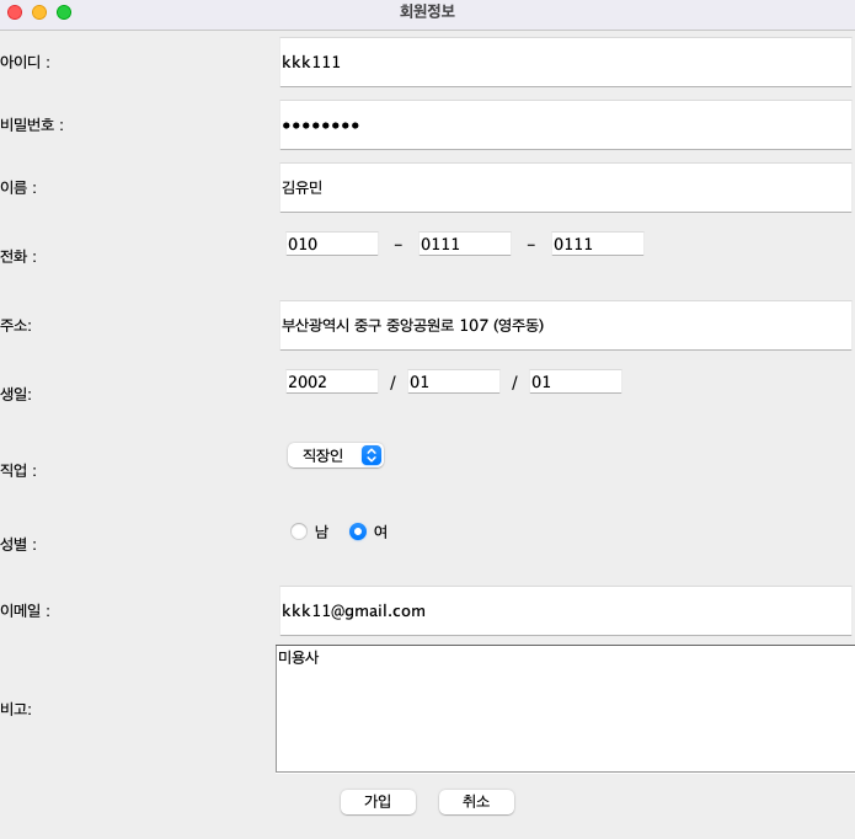 회원정보
아이디 : kkk111
비밀번호 : ••••••••
이름 : 김유민
전화 : 010 - 0111 - 0111
주소: 부산광역시 중구 중앙공원로 107 (영주동)
생일: 2002 / 01 / 01
직업 : 직장인
성별 : 남 여
이메일 : kkk11@gmail.com
비고: 미용사
가입 취소